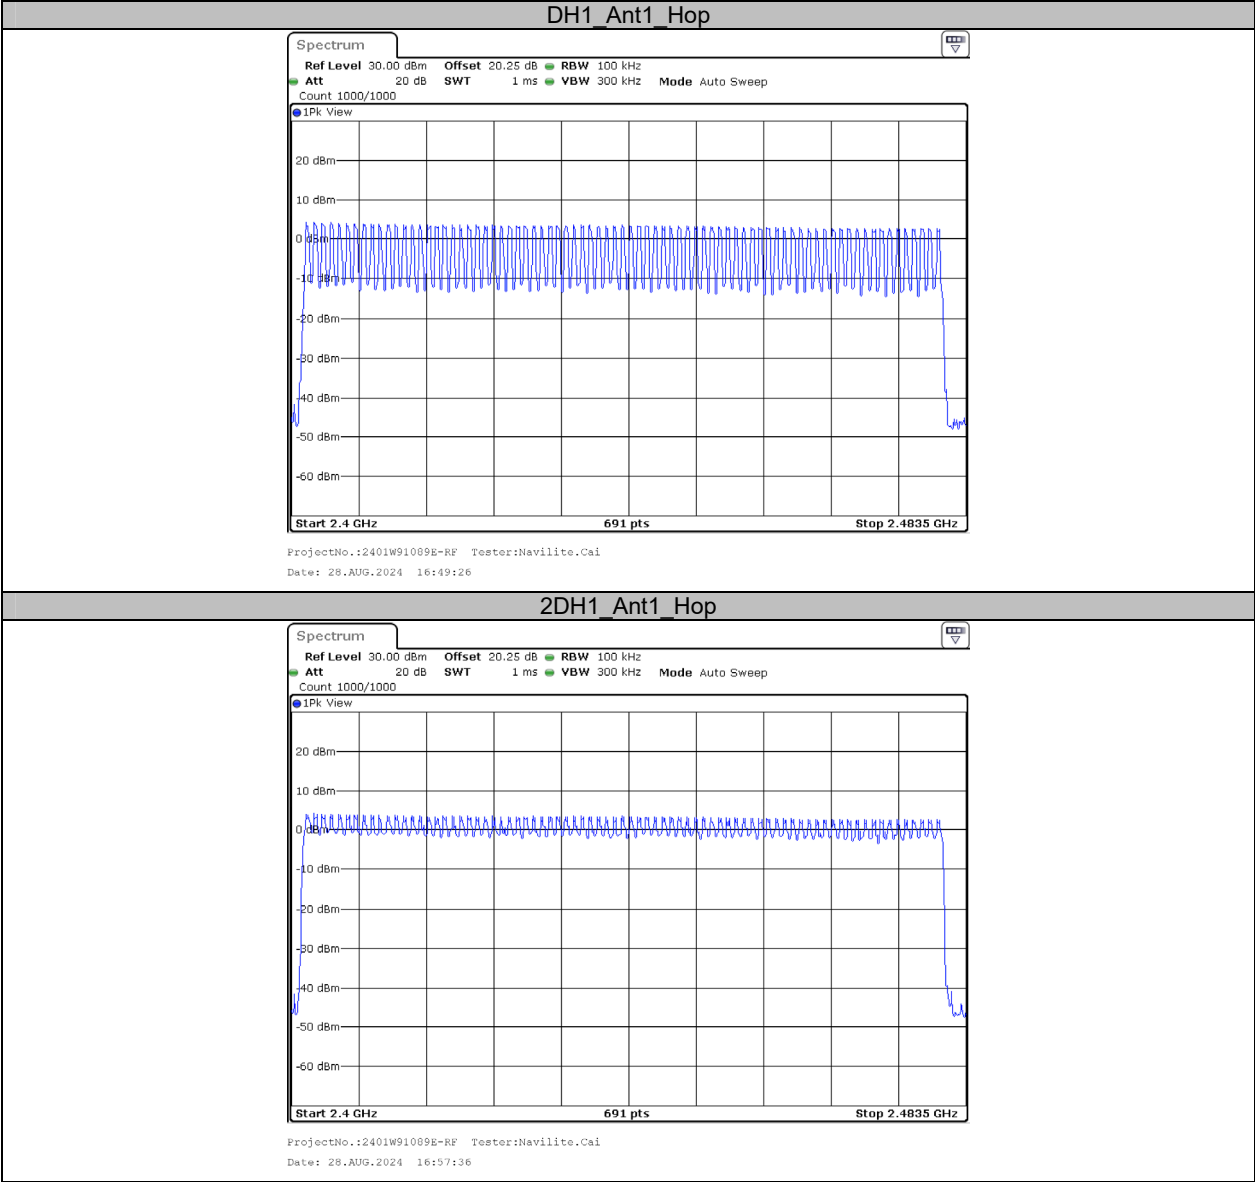 DH1_Ant1_Hop
Spectrum
Ref Level 30.00 dBm Offset 20.25 dB RBW 100 kHz
Att 20 dB SWT 1 ms VBW 300 kHz Mode Auto Sweep
Count 1000/1000
1Pk View
20 dBm
10 dBm
0 dBm
-10 dBm
-20 dBm
-30 dBm
-40 dBm
-50 dBm
-60 dBm
Start 2.4 GHz 691 pts Stop 2.4835 GHz
ProjectNo.:2401W91089E-RF Tester:Navilite.Cai
Date: 28.AUG.2024 16:49:26
2DH1_Ant1_Hop
Spectrum
Ref Level 30.00 dBm Offset 20.25 dB RBW 100 kHz
Att 20 dB SWT 1 ms VBW 300 kHz Mode Auto Sweep
Count 1000/1000
1Pk View
20 dBm
10 dBm
0 dBm
-10 dBm
-20 dBm
-30 dBm
-40 dBm
-50 dBm
-60 dBm
Start 2.4 GHz 691 pts Stop 2.4835 GHz
ProjectNo.:2401W91089E-RF Tester:Navilite.Cai
Date: 28.AUG.2024 16:57:36